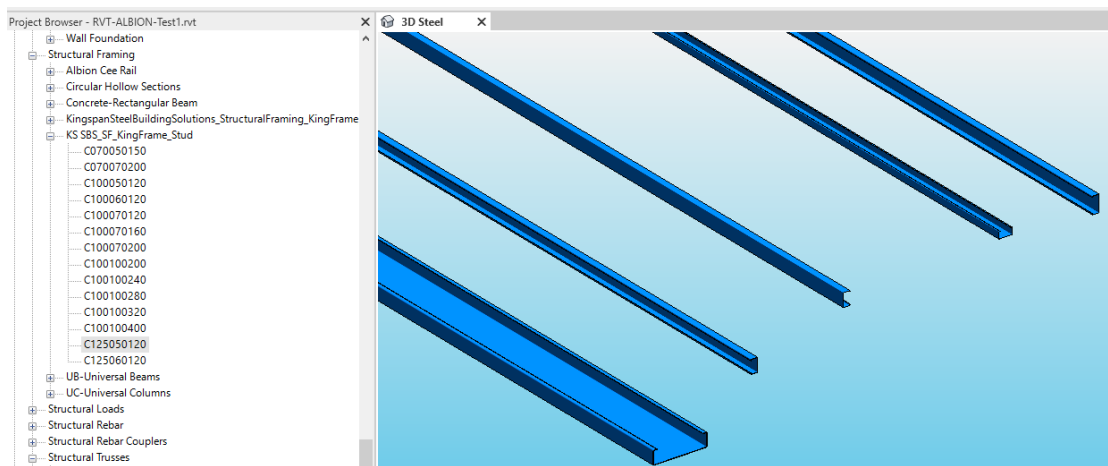 Project Browser - RVT-ALBION-Test1.rvt
3D Steel
Wall Foundation
Structural Framing
Albion Cee Rail
Circular Hollow Sections
Concrete-Rectangular Beam
KingspanSteelBuildingSolutions_StructuralFraming_KingFrame
KS SBS_SF_KingFrame_Stud
C070050150
C070070200
C100050120
C100060120
C100070120
C100070160
C100070200
C100100200
C100100240
C100100280
C100100320
C100100400
C125050120
C125060120
UB-Universal Beams
UC-Universal Columns
Structural Loads
Structural Rebar
Structural Rebar Couplers
Structural Trusses